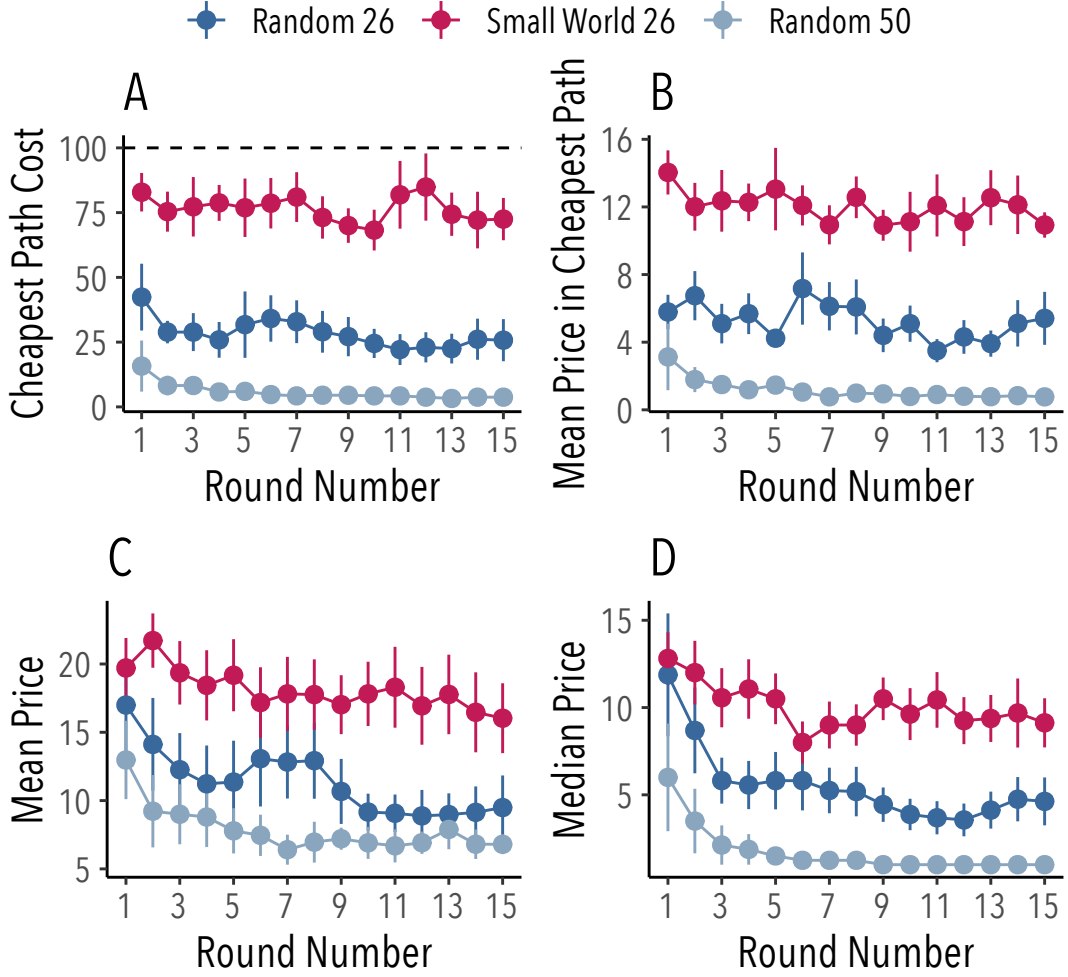 Random 26 Small World 26 Random 50
A
Cheapest Path Cost
100
75
50
25
0
1 3 5 7 9 11 13 15
Round Number
B
Mean Price in Cheapest Path
16
12
8
4
0
1 3 5 7 9 11 13 15
Round Number
C
Mean Price
20
15
10
5
1 3 5 7 9 11 13 15
Round Number
D
Median Price
15
10
5
1 3 5 7 9 11 13 15
Round Number